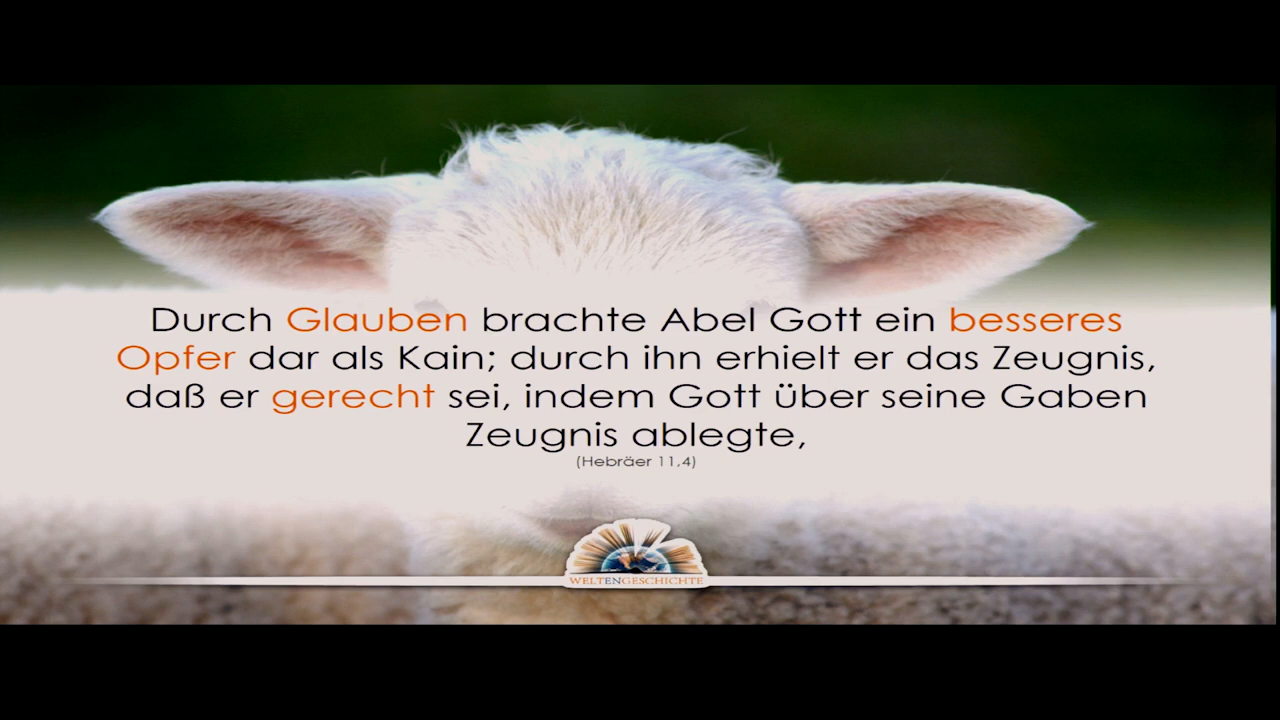 Durch Glauben brachte Abel Gott ein besseres
Opfer dar als Kain; durch ihn erhielt er das Zeugnis,
daß er gerecht sei, indem Gott über seine Gaben
Zeugnis ablegte,
(Hebräer 11,4)
WELTENGESCHICHTE